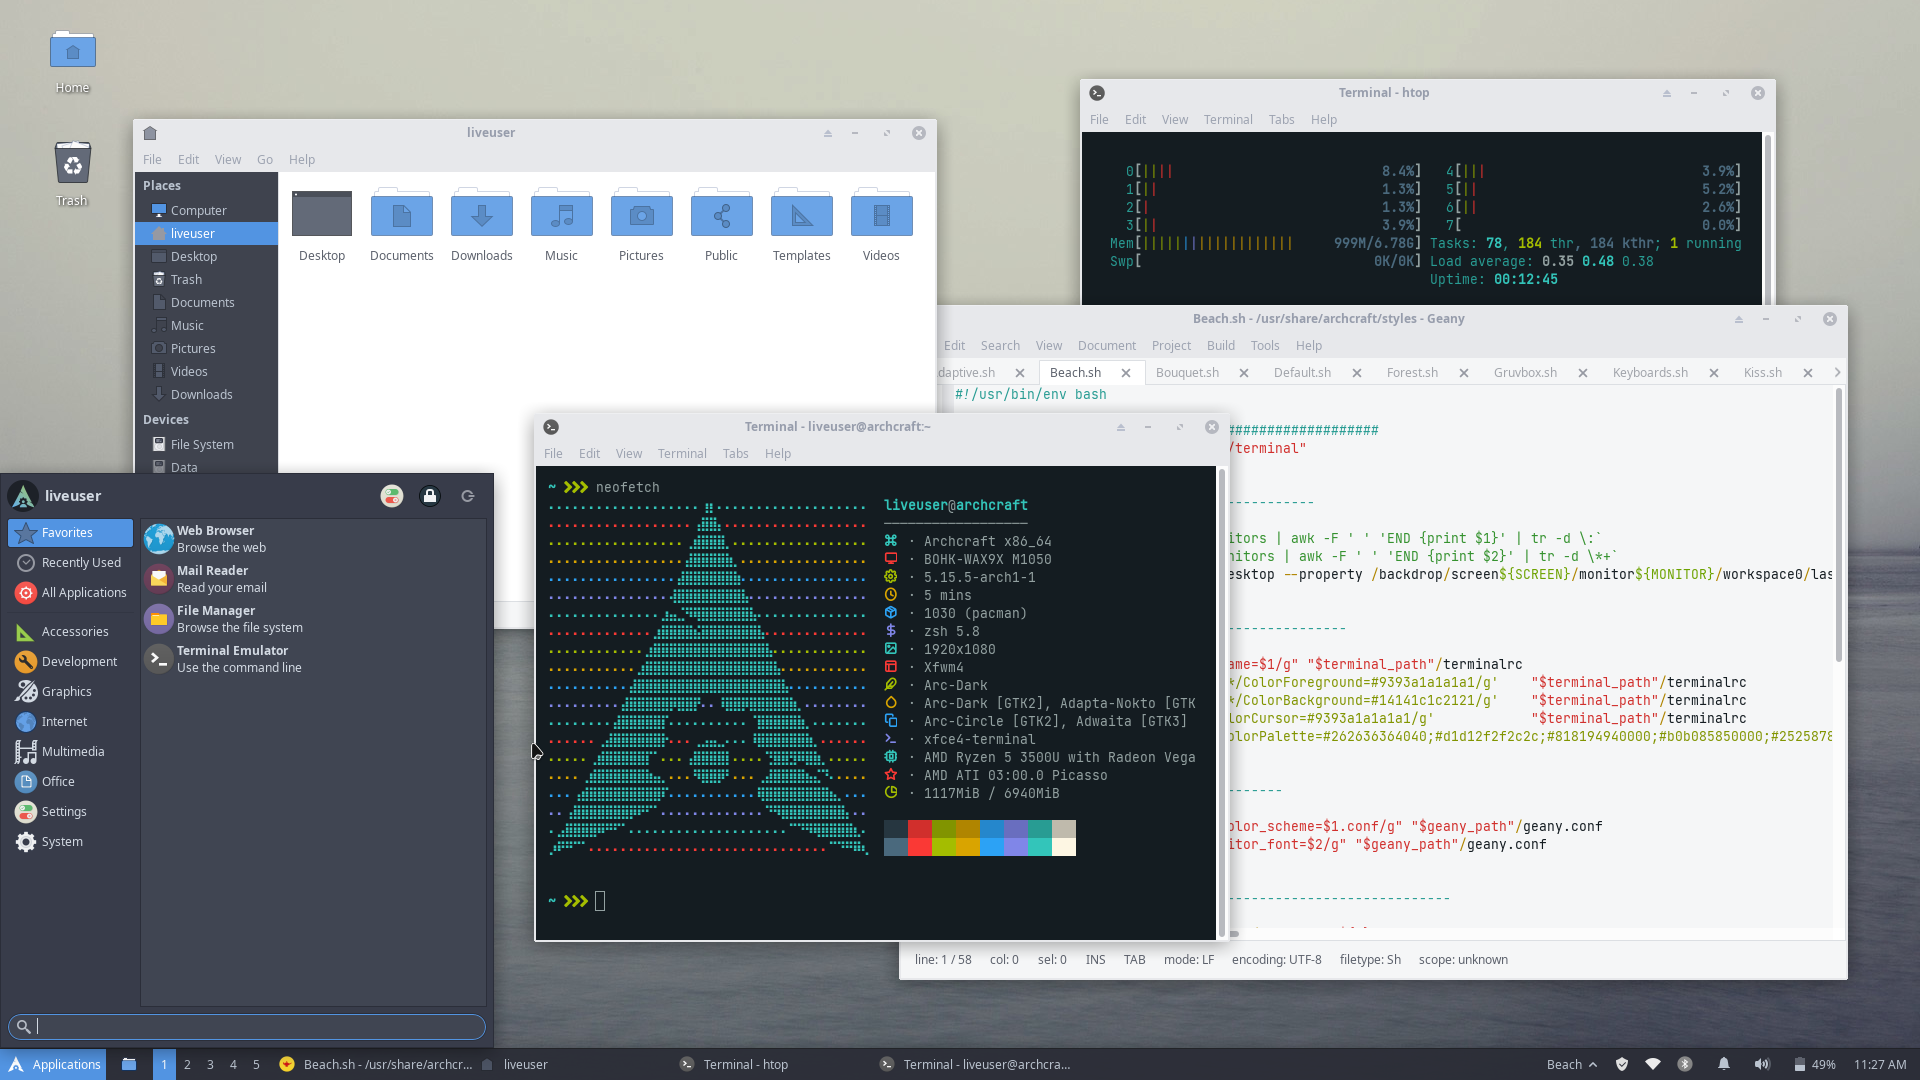 Home
Trash
liveuser
File Edit View Go Help
Places
Computer
liveuser
Desktop
Trash
Documents
Music
Pictures
Videos
Downloads
Devices
File System
Data
Desktop Documents Downloads Music Pictures Public Templates Videos
Terminal - htop
File Edit View Terminal Tabs Help
0[|||| 8.4%] 4[||| 3.9%]
1[|| 1.3%] 5[|| 5.2%]
2[| 1.3%] 6[|| 2.6%]
3[|| 3.9%] 7[ 0.0%]
Mem[||||||||||||||||||| 999M/6.78G] Tasks: 78, 184 thr, 184 kthr; 1 running
Swp[ 0K/0K] Load average: 0.35 0.48 0.38
Uptime: 00:12:45
Beach.sh - /usr/share/archcraft/styles - Geany
Edit Search View Document Project Build Tools Help
daptive.sh Beach.sh Bouquet.sh Default.sh Forest.sh Gruvbox.sh Keyboards.sh Kiss.sh
#!/usr/bin/env bash
###################
/terminal"
-----------
itors | awk -F ' ' 'END {print $1}' | tr -d \:`
nitors | awk -F ' ' 'END {print $2}' | tr -d \*+`
esktop --property /backdrop/screen${SCREEN}/monitor${MONITOR}/workspace0/las
---------------
ame=$1/g" "$terminal_path"/terminalrc
*/ColorForeground=#9393a1a1a1a1/g' "$terminal_path"/terminalrc
*/ColorBackground=#14141c1c2121/g' "$terminal_path"/terminalrc
lorCursor=#9393a1a1a1a1/g' "$terminal_path"/terminalrc
olorPalette=#262636364040;#d1d12f2f2c2c;#818194940000;#b0b085850000;#2525878
-------
olor_scheme=$1.conf/g" "$geany_path"/geany.conf
itor_font=$2/g" "$geany_path"/geany.conf
----------------------------
line: 1 / 58 col: 0 sel: 0 INS TAB mode: LF encoding: UTF-8 filetype: Sh scope: unknown
Terminal - liveuser@archcraft:~
File Edit View Terminal Tabs Help
~ >>> neofetch
liveuser@archcraft
· Archcraft x86_64
· BOHK-WAX9X M1050
· 5.15.5-arch1-1
· 5 mins
· 1030 (pacman)
· zsh 5.8
· 1920x1080
· Xfwm4
· Arc-Dark
· Arc-Dark [GTK2], Adapta-Nokto [GTK
· Arc-Circle [GTK2], Adwaita [GTK3]
· xfce4-terminal
· AMD Ryzen 5 3500U with Radeon Vega
· AMD ATI 03:00.0 Picasso
· 1117MiB / 6940MiB
~ >>>
liveuser
Favorites
Recently Used
All Applications
Accessories
Development
Graphics
Internet
Multimedia
Office
Settings
System
Web Browser
Browse the web
Mail Reader
Read your email
File Manager
Browse the file system
Terminal Emulator
Use the command line
Applications 1 2 3 4 5 Beach.sh - /usr/share/archcr... liveuser Terminal - htop Terminal - liveuser@archcra... Beach 49% 11:27 AM